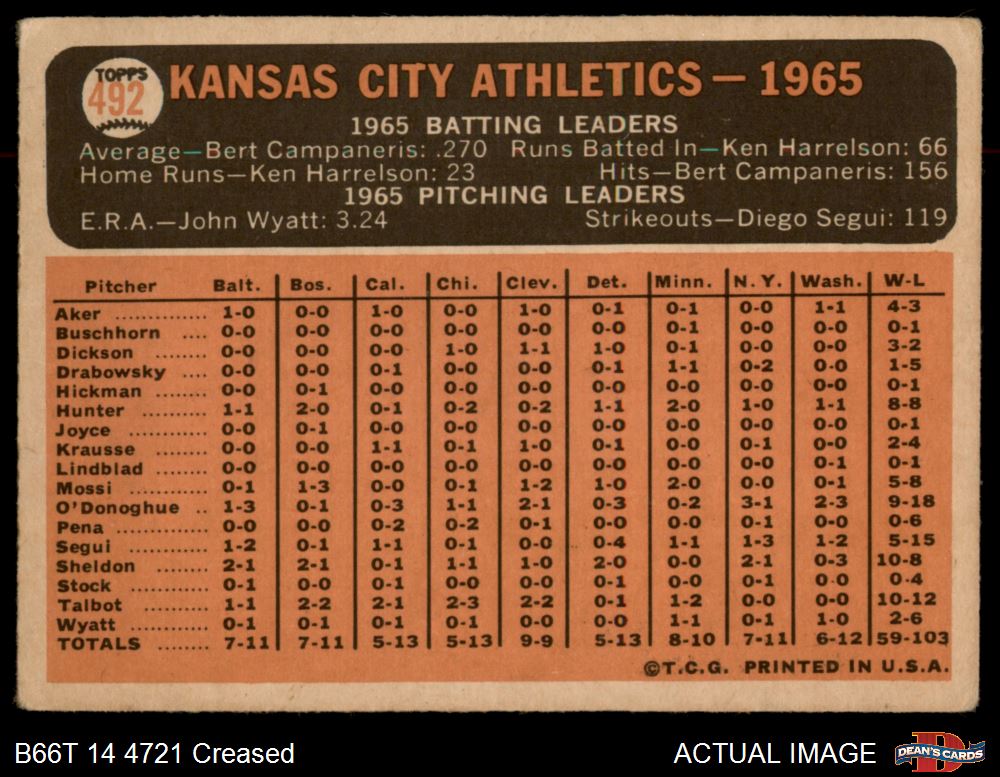 TOPPS
492
KANSAS CITY ATHLETICS — 1965
1965 BATTING LEADERS
Average—Bert Campaneris: .270 Runs Batted In—Ken Harrelson: 66
Home Runs—Ken Harrelson: 23 Hits—Bert Campaneris: 156
1965 PITCHING LEADERS
E.R.A.—John Wyatt: 3.24 Strikeouts—Diego Segui: 119
Pitcher Balt. Bos. Cal. Chi. Clev. Det. Minn. N.Y. Wash. W-L
Aker ............. 1-0 0-0 1-0 0-0 1-0 0-1 0-1 0-0 1-1 4-3
Buschhorn .... 0-0 0-0 0-0 0-0 0-0 0-0 0-1 0-0 0-0 0-1
Dickson ......... 0-0 0-0 0-0 1-0 1-1 1-0 0-1 0-0 0-0 3-2
Drabowsky .... 0-0 0-0 0-1 0-0 0-0 0-1 1-1 0-2 0-0 1-5
Hickman ........ 0-0 0-1 0-0 0-0 0-0 0-0 0-0 0-0 0-0 0-1
Hunter ......... 1-1 2-0 0-1 0-2 0-2 1-1 2-0 1-0 1-1 8-8
Joyce ............ 0-0 0-1 0-0 0-0 0-0 0-0 0-0 0-0 0-0 0-1
Krausse ........ 0-0 0-0 1-1 0-1 1-0 0-1 0-0 0-1 0-0 2-4
Lindblad ........ 0-0 0-0 0-0 0-0 0-0 0-0 0-0 0-0 0-1 0-1
Mossi ........... 0-1 1-3 0-0 0-1 1-2 1-0 2-0 0-0 0-1 5-8
O'Donoghue .. 1-3 0-1 0-3 1-1 2-1 0-3 0-2 3-1 2-3 9-18
Pena ............. 0-0 0-0 0-2 0-2 0-1 0-0 0-0 0-1 0-0 0-6
Segui ............ 1-2 0-1 1-1 0-1 0-0 0-4 1-1 1-3 1-2 5-15
Sheldon ........ 2-1 2-1 0-1 1-1 1-0 2-0 0-0 2-1 0-3 10-8
Stock ............ 0-1 0-1 0-0 0-0 0-0 0-1 0-0 0-1 0-0 0-4
Talbot .......... 1-1 2-2 2-1 2-3 2-2 0-1 1-2 0-0 0-0 10-12
Wyatt ........... 0-1 0-1 0-1 0-1 0-0 0-0 1-1 0-1 1-0 2-6
TOTALS ........ 7-11 7-11 5-13 5-13 9-9 5-13 8-10 7-11 6-12 59-103
©T.C.G. PRINTED IN U.S.A.
B66T 14 4721 Creased ACTUAL IMAGE
DEAN'S CARDS